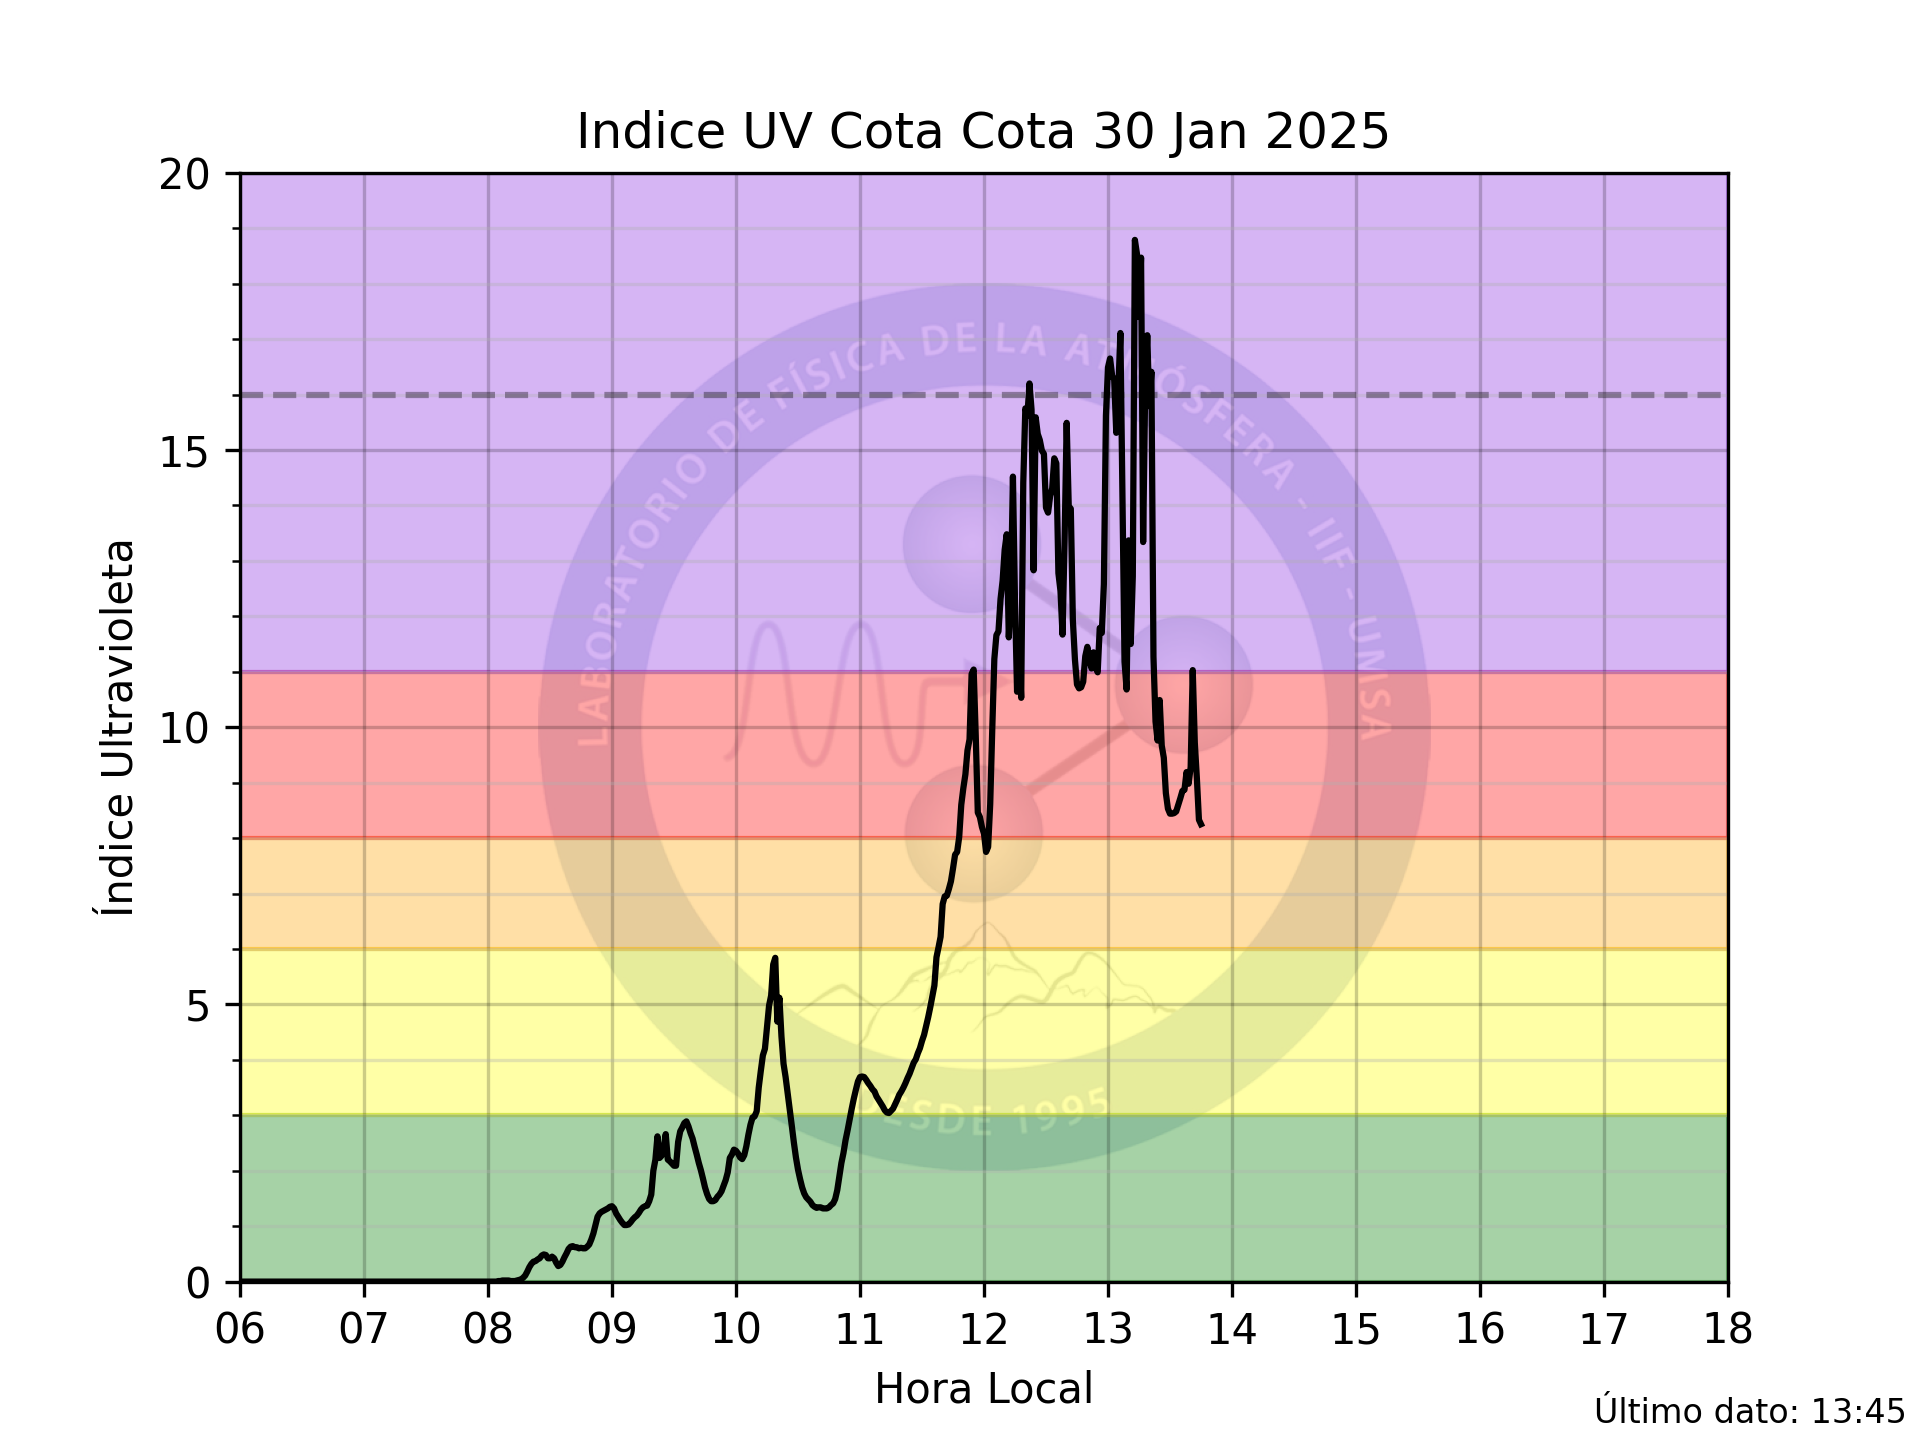 Indice UV Cota Cota 30 Jan 2025
20
15
10
5
0
Índice Ultravioleta
06 07 08 09 10 11 12 13 14 15 16 17 18
Hora Local
Último dato: 13:45
LABORATORIO DE FÍSICA DE LA ATMÓSFERA - IIF - UMSA
DESDE 1995